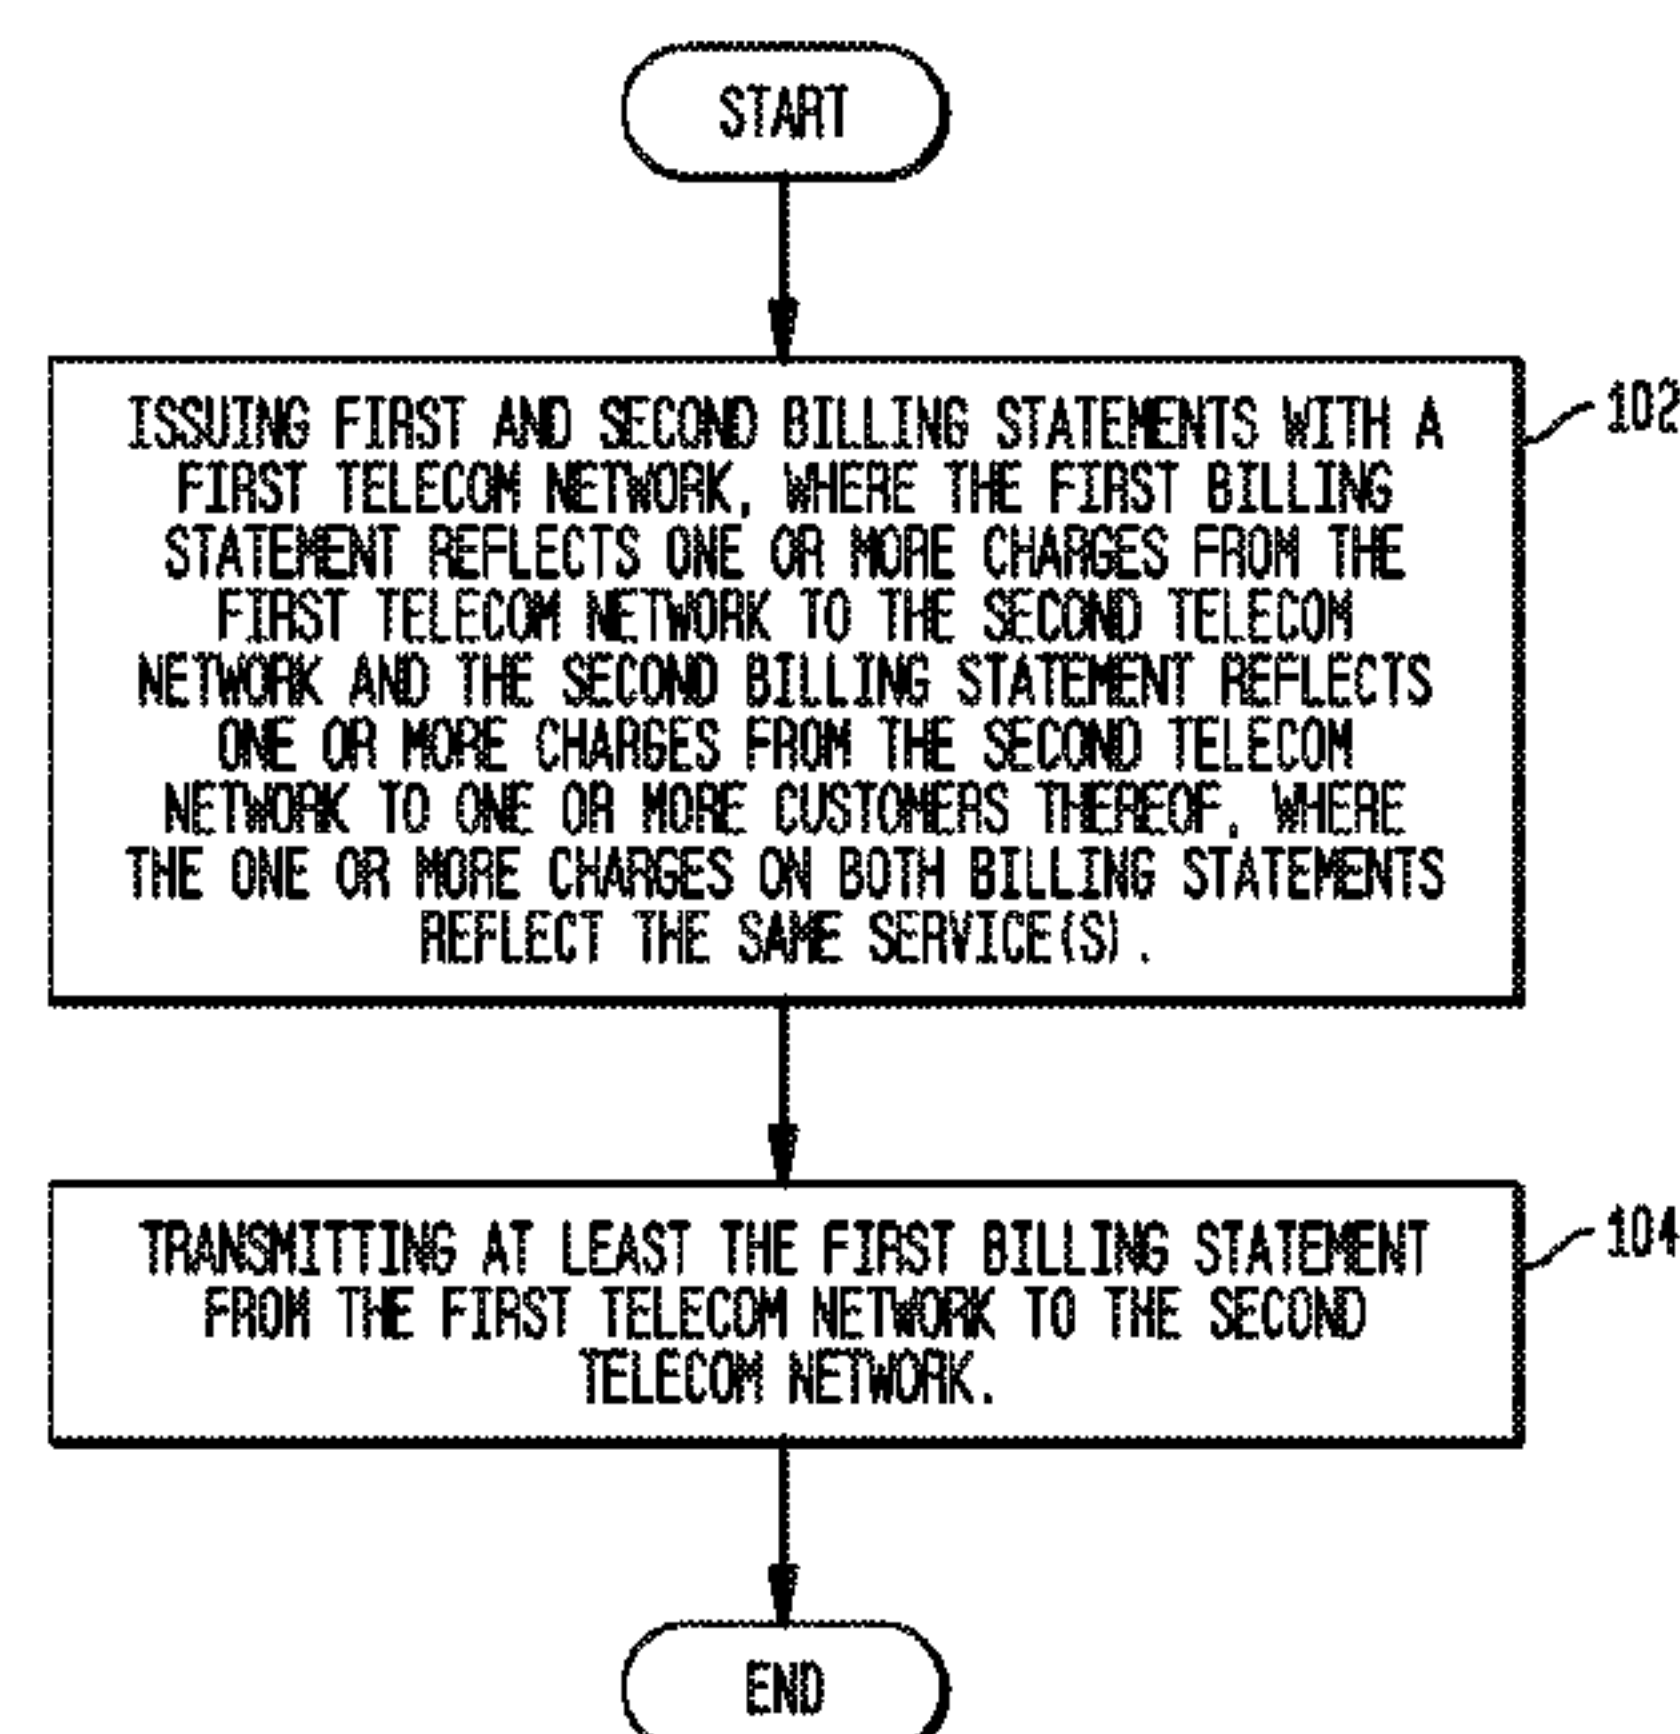 START
ISSUING FIRST AND SECOND BILLING STATEMENTS WITH A
FIRST TELECOM NETWORK, WHERE THE FIRST BILLING
STATEMENT REFLECTS ONE OR MORE CHARGES FROM THE
FIRST TELECOM NETWORK TO THE SECOND TELECOM
NETWORK AND THE SECOND BILLING STATEMENT REFLECTS
ONE OR MORE CHARGES FROM THE SECOND TELECOM
NETWORK TO ONE OR MORE CUSTOMERS THEREOF, WHERE
THE ONE OR MORE CHARGES ON BOTH BILLING STATEMENTS
REFLECT THE SAME SERVICE(S).
102
TRANSMITTING AT LEAST THE FIRST BILLING STATEMENT
FROM THE FIRST TELECOM NETWORK TO THE SECOND
TELECOM NETWORK.
104
END